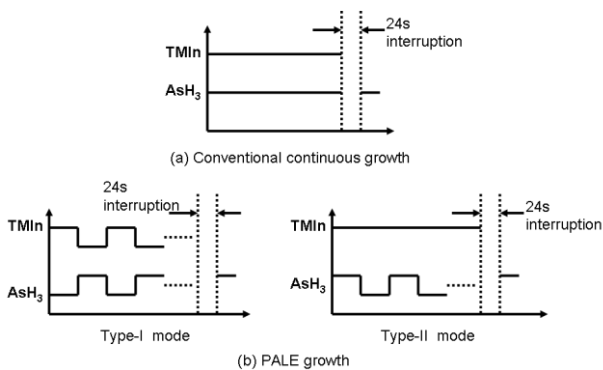 24s
interruption
TMIn
AsH3
(a) Conventional continuous growth
24s
interruption
TMIn
AsH3
Type-I mode
24s
interruption
TMIn
AsH3
Type-II mode
(b) PALE growth